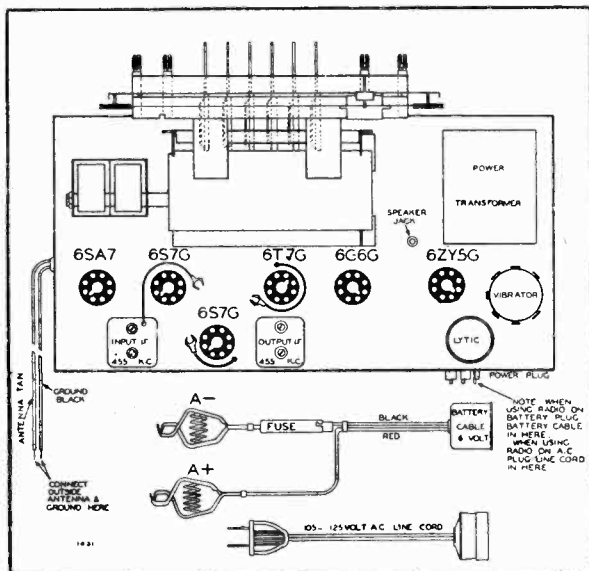 POWER
TRANSFORMER
SPEAKER
JACK
6SA7
6S7G
6T7G
6G6G
6ZY5G
VIBRATOR
6S7G
INPUT I F
455 K.C
OUTPUT I F
455 K.C
LYTIC
POWER PLUG
ANTENNA TAN
GROUND
BLACK
NOTE WHEN
USING RADIO ON
BATTERY PLUG
BATTERY CABLE
IN HERE.
WHEN USING
RADIO ON A.C
PLUG LINE CORD
IN HERE
A-
FUSE
BLACK
RED
BATTERY
CABLE
6 VOLT
A+
CONNECT
OUTSIDE
ANTENNA &
GROUND HERE
105-125 VOLT A.C LINE CORD